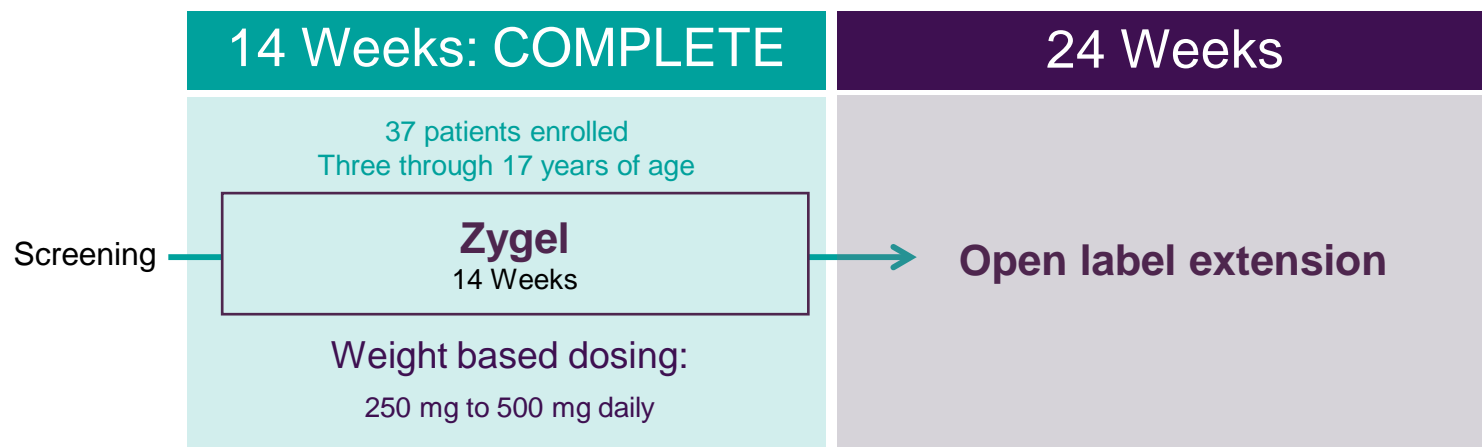 14 Weeks: COMPLETE
24 Weeks
37 patients enrolled
Three through 17 years of age
Screening
Zygel
14 Weeks
Open label extension
Weight based dosing:
250 mg to 500 mg daily